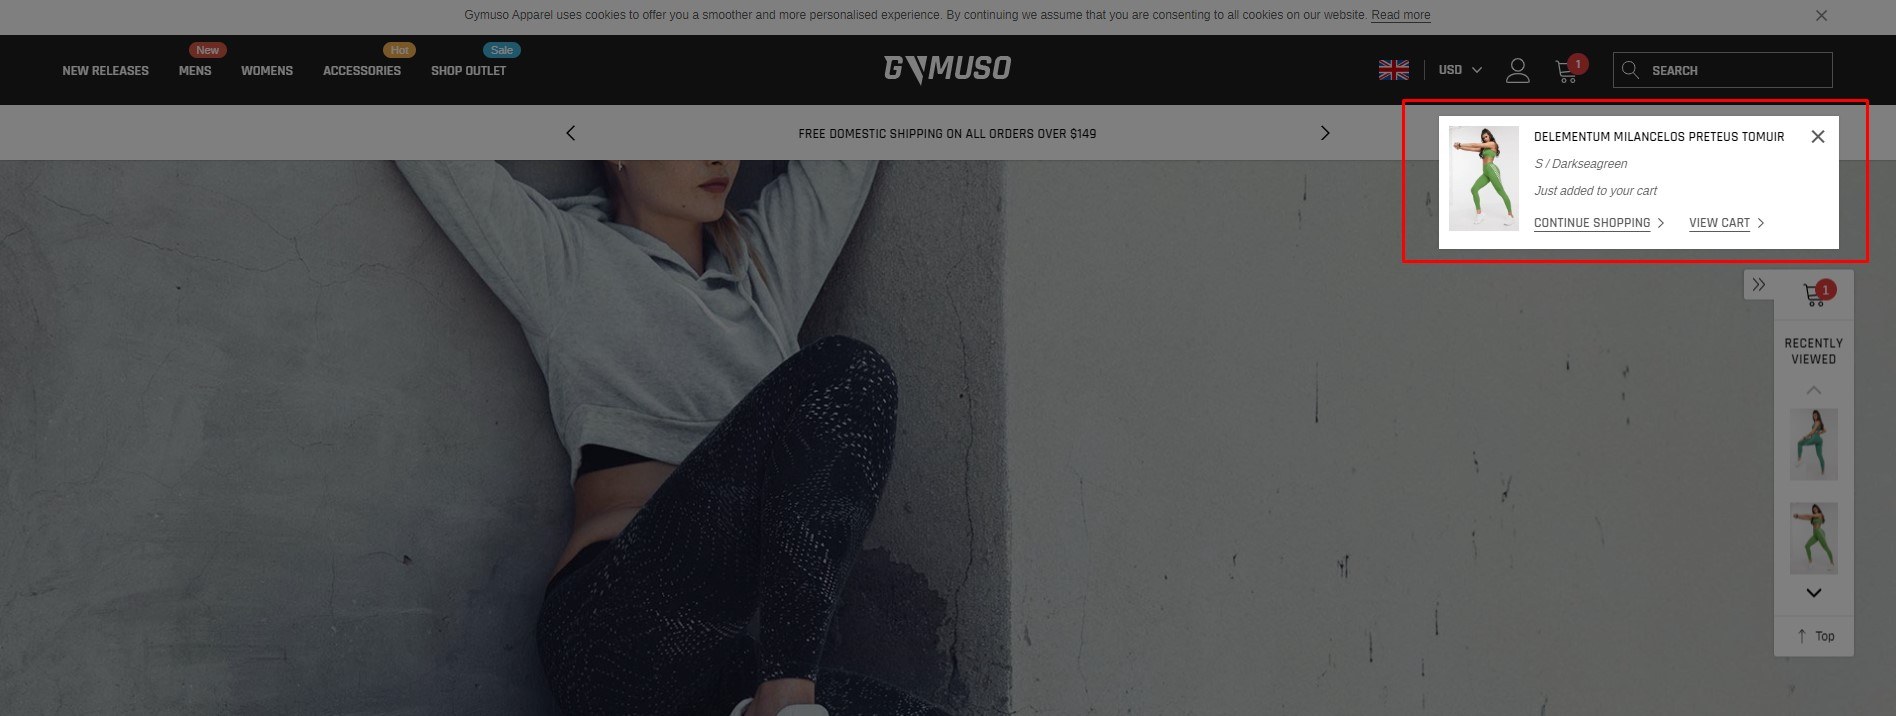 Gymuso Apparel uses cookies to offer you a smoother and more personalised experience. By continuing we assume that you are consenting to all cookies on our website. Read more
New Hot Sale
NEW RELEASES MENS WOMENS ACCESSORIES SHOP OUTLET GYMUSO USD 1 SEARCH
FREE DOMESTIC SHIPPING ON ALL ORDERS OVER $149
DELEMENTUM MILANCELOS PRETEUS TOMUIR
S / Darkseagreen
Just added to your cart
CONTINUE SHOPPING VIEW CART
1
RECENTLY
VIEWED
Top